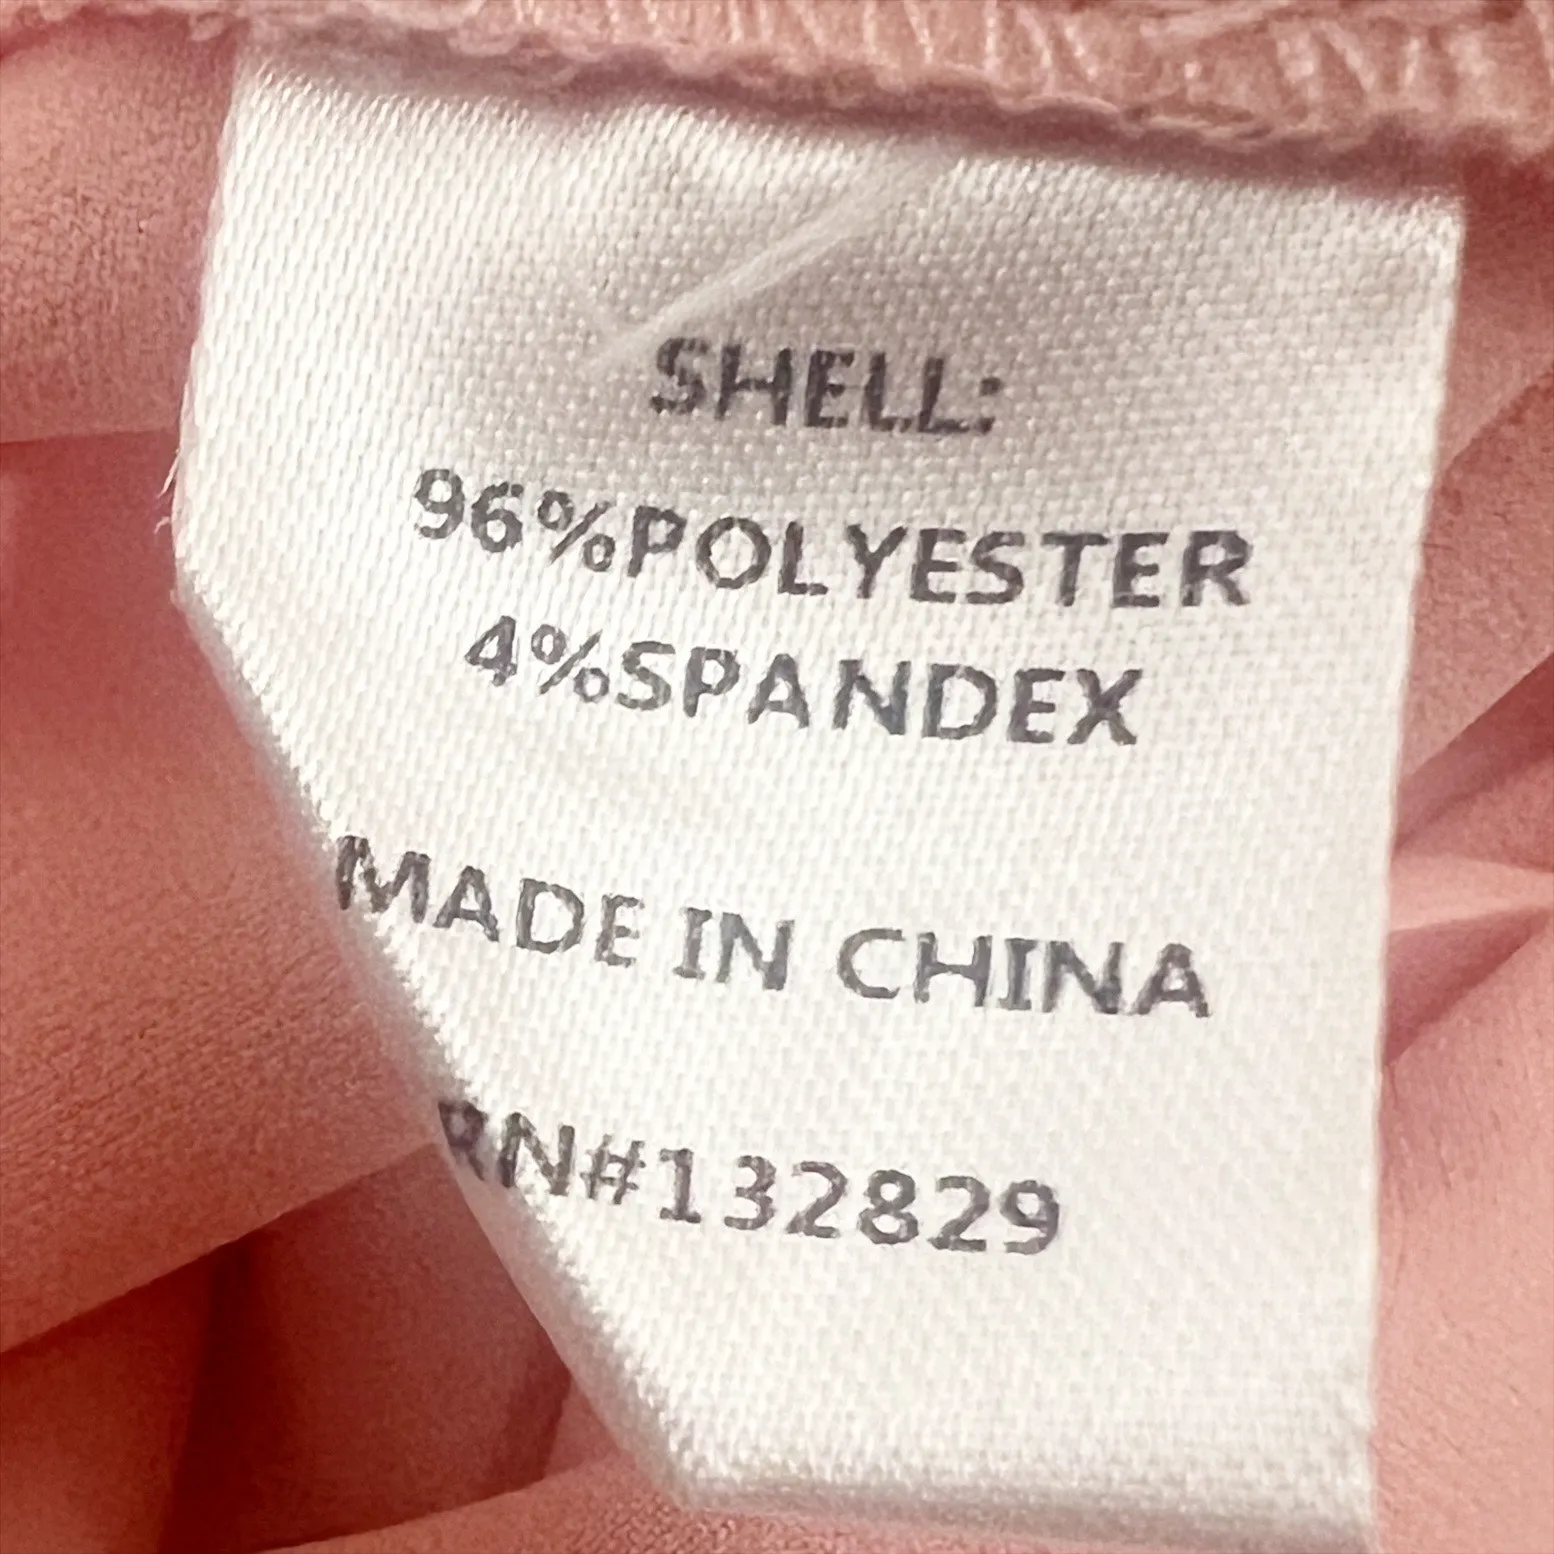 SHELL:
96%POLYESTER
4%SPANDEX
MADE IN CHINA
RN#132829